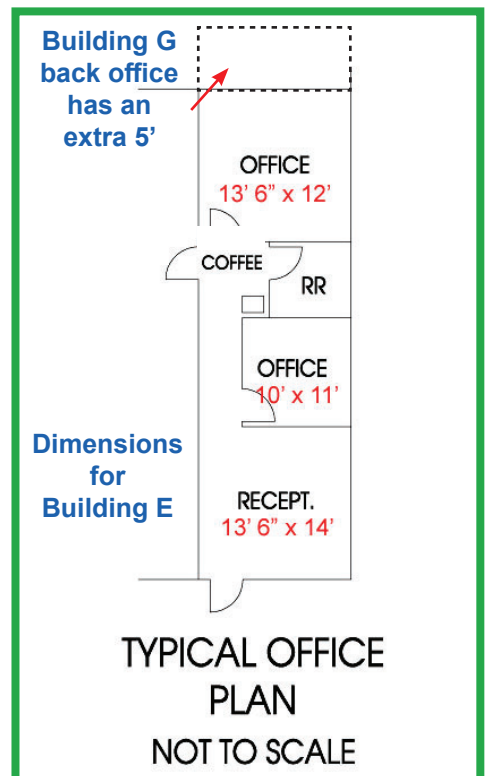 Building G
back office
has an
extra 5’
OFFICE
13’ 6” x 12’
COFFEE
RR
OFFICE
10’ x 11’
Dimensions
for
Building E
RECEPT.
13’ 6” x 14’
TYPICAL OFFICE
PLAN
NOT TO SCALE